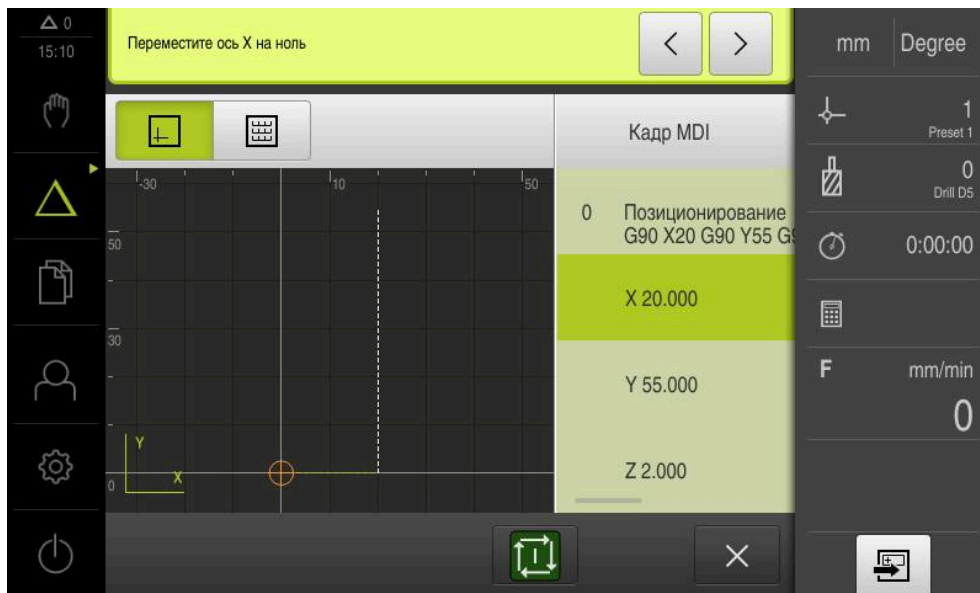 0
15:10
Переместите ось X на ноль
mm
Degree
1
Preset 1
0
Drill D5
0:00:00
F
mm/min
0
Кадр MDI
0 Позиционирование
G90 X20 G90 Y55
X 20.000
Y 55.000
Z 2.000
-30
10
50
50
30
0
Y
X